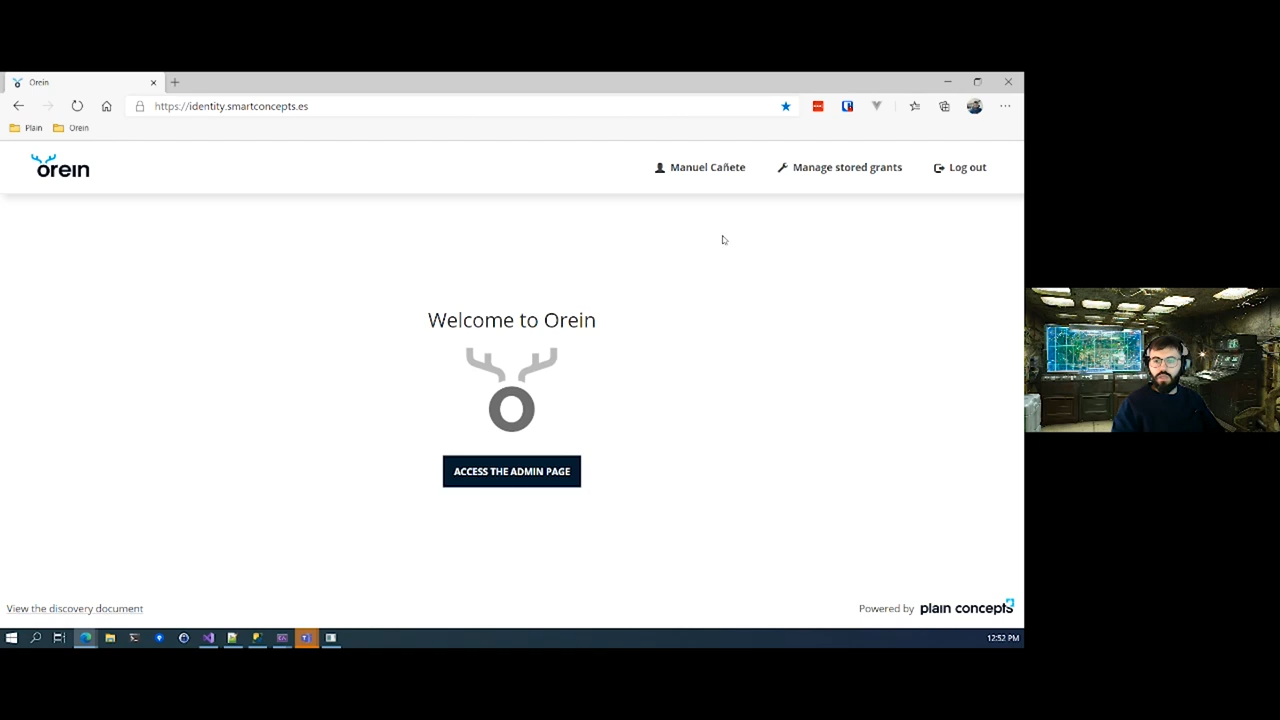 Orein
https://identity.smartconcepts.es
Plain
Orein
orein
Manuel Cañete
Manage stored grants
Log out
Welcome to Orein
ACCESS THE ADMIN PAGE
View the discovery document
Powered by plain concepts
12:52 PM